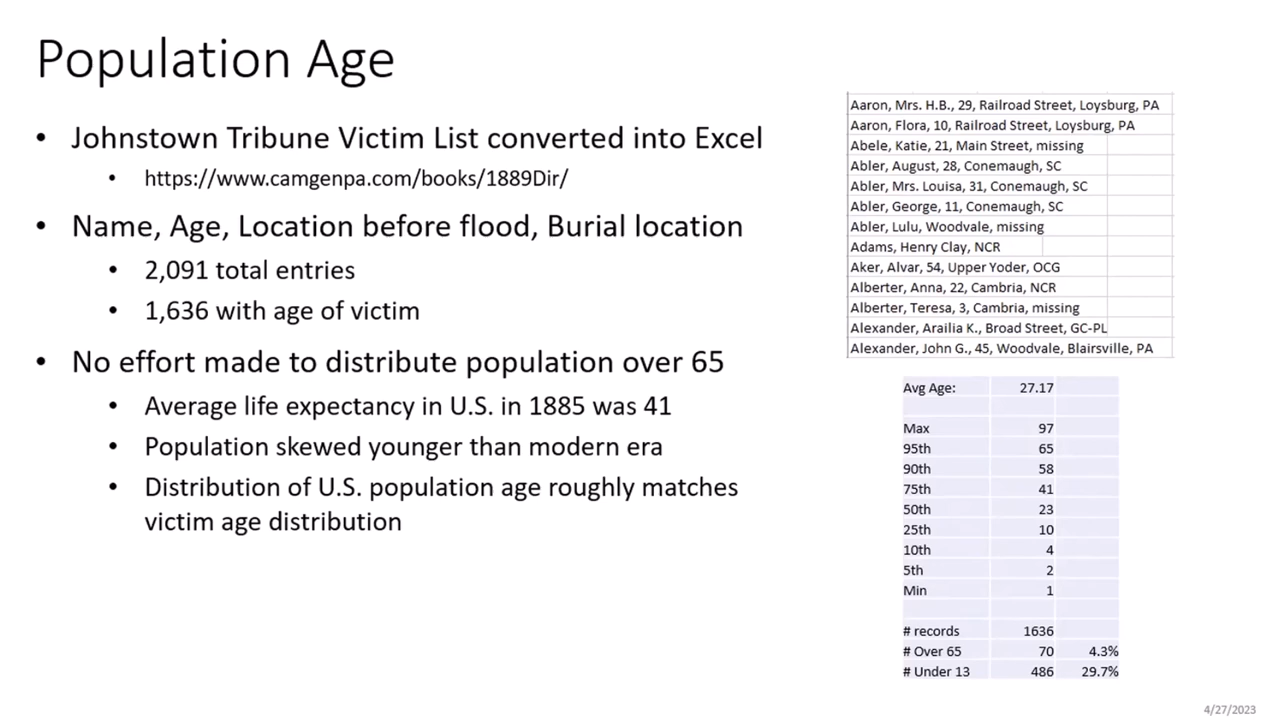 Population Age
• Johnstown Tribune Victim List converted into Excel
• https://www.camgenpa.com/books/1889Dir/
• Name, Age, Location before flood, Burial location
• 2,091 total entries
• 1,636 with age of victim
• No effort made to distribute population over 65
• Average life expectancy in U.S. in 1885 was 41
• Population skewed younger than modern era
• Distribution of U.S. population age roughly matches
victim age distribution
Aaron, Mrs. H.B., 29, Railroad Street, Loysburg, PA
Aaron, Flora, 10, Railroad Street, Loysburg, PA
Abele, Katie, 21, Main Street, missing
Abler, August, 28, Conemaugh, SC
Abler, Mrs. Louisa, 31, Conemaugh, SC
Abler, George, 11, Conemaugh, SC
Abler, Lulu, Woodvale, missing
Adams, Henry Clay, NCR
Aker, Alvar, 54, Upper Yoder, OCG
Alberter, Anna, 22, Cambria, NCR
Alberter, Teresa, 3, Cambria, missing
Alexander, Arailia K., Broad Street, GC-PL
Alexander, John G., 45, Woodvale, Blairsville, PA
Avg Age: 27.17
Max 97
95th 65
90th 58
75th 41
50th 23
25th 10
10th 4
5th 2
Min 1
# records 1636
# Over 65 70 4.3%
# Under 13 486 29.7%
4/27/2023